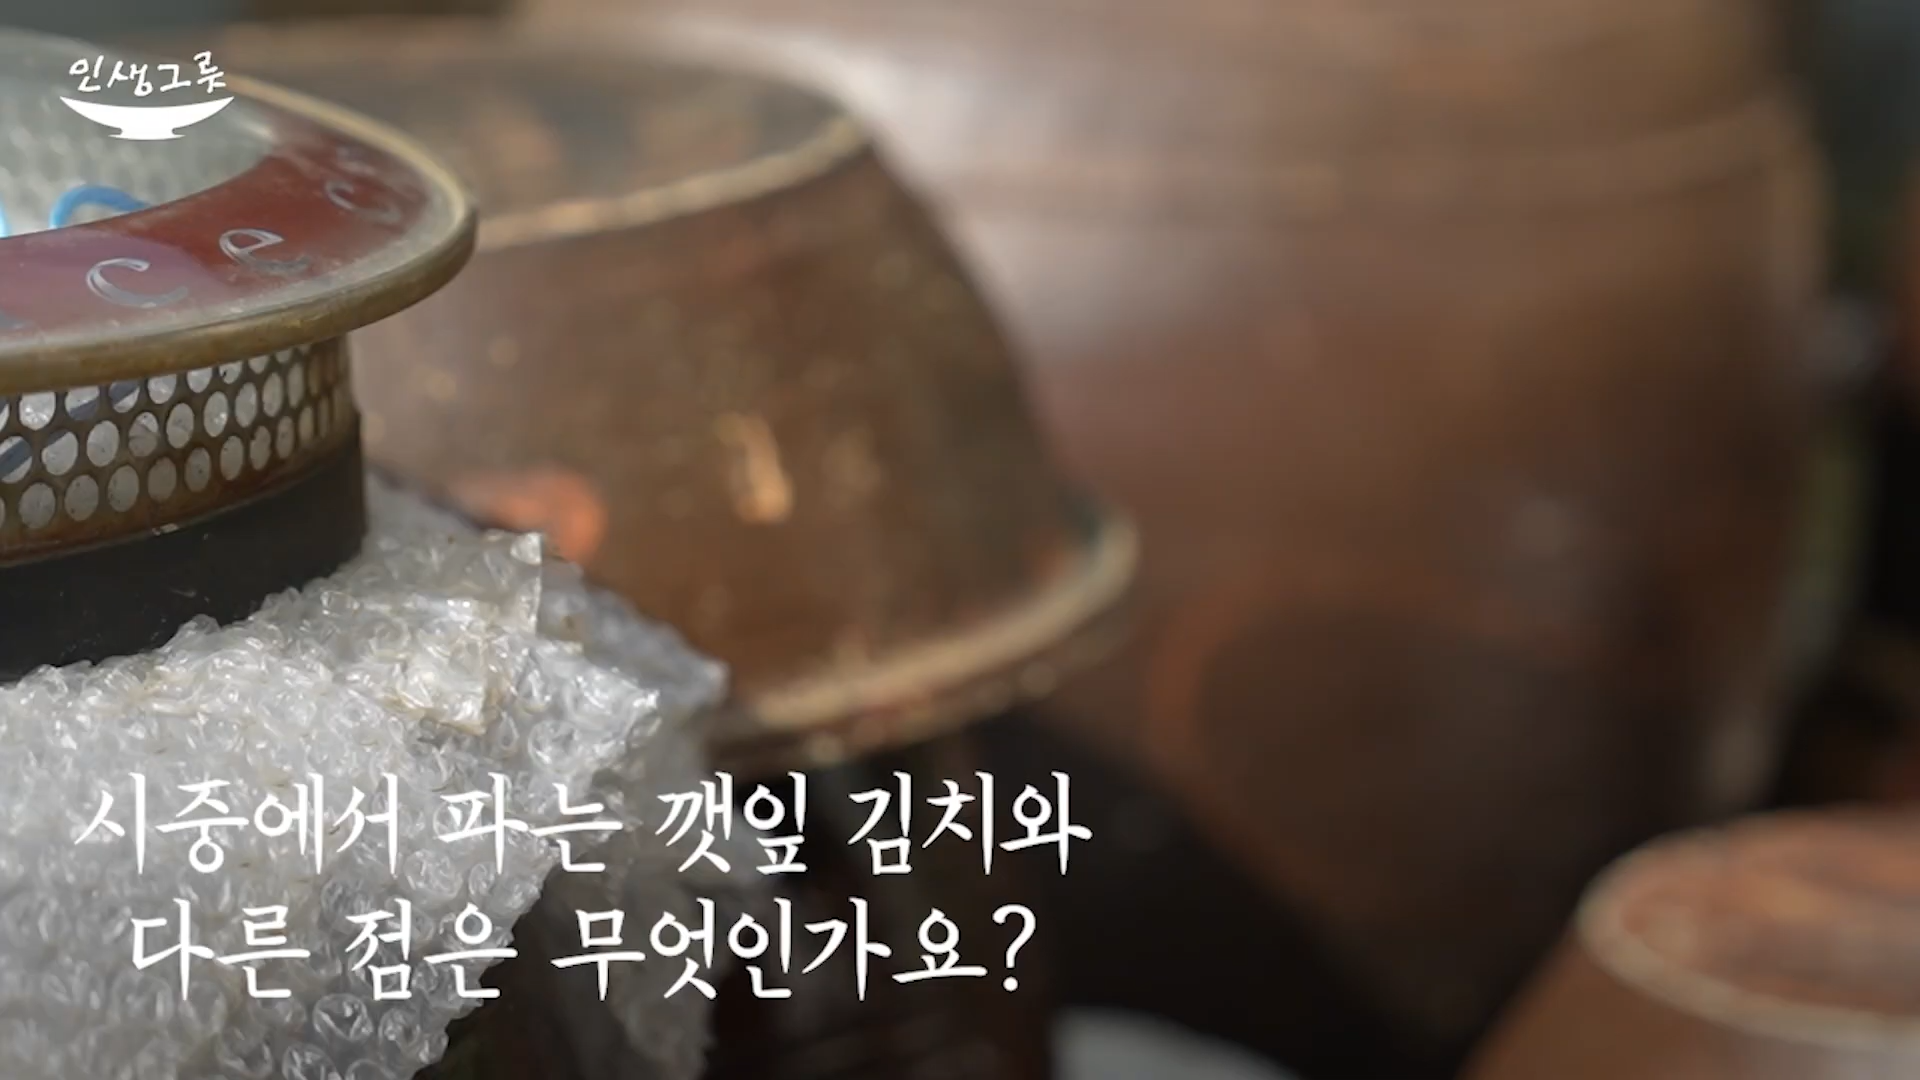 인생그릇
c e s
시중에서 파는 깻잎 김치와
다른 점은 무엇인가요?